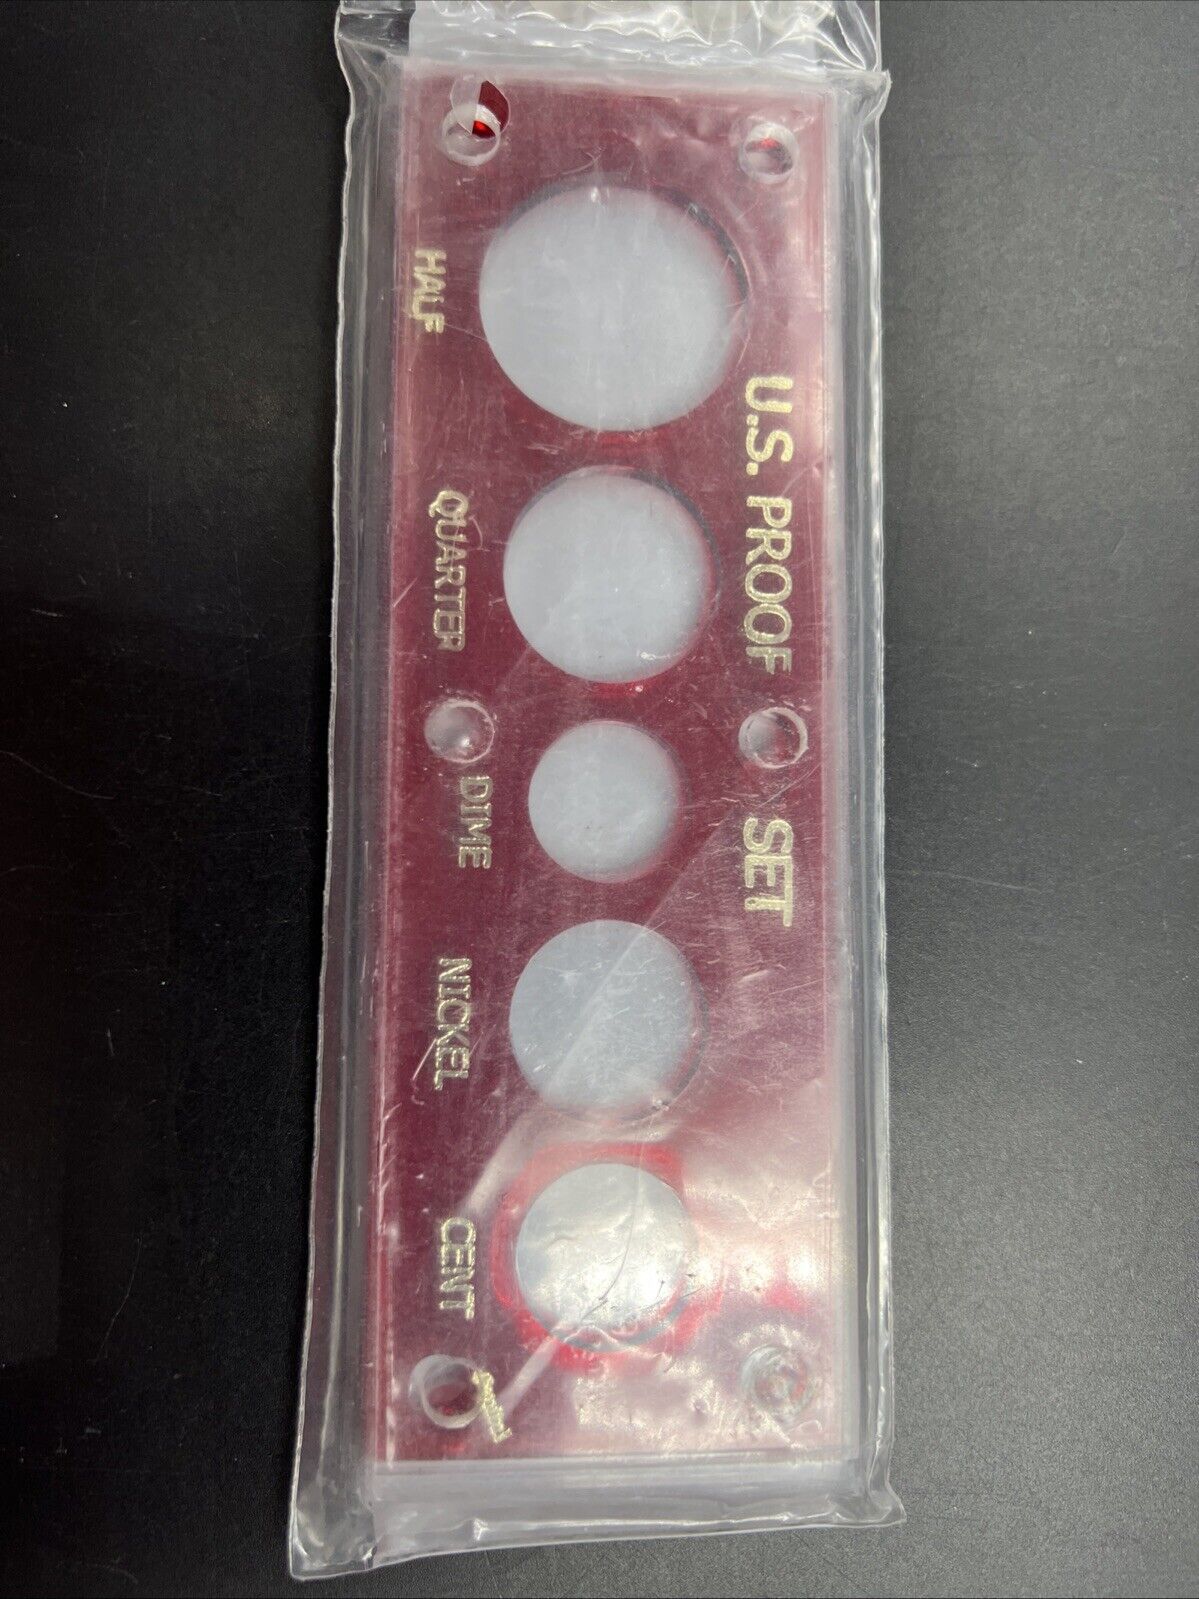 U.S. PROOF SET
HALF QUARTER DIME NICKEL CENT